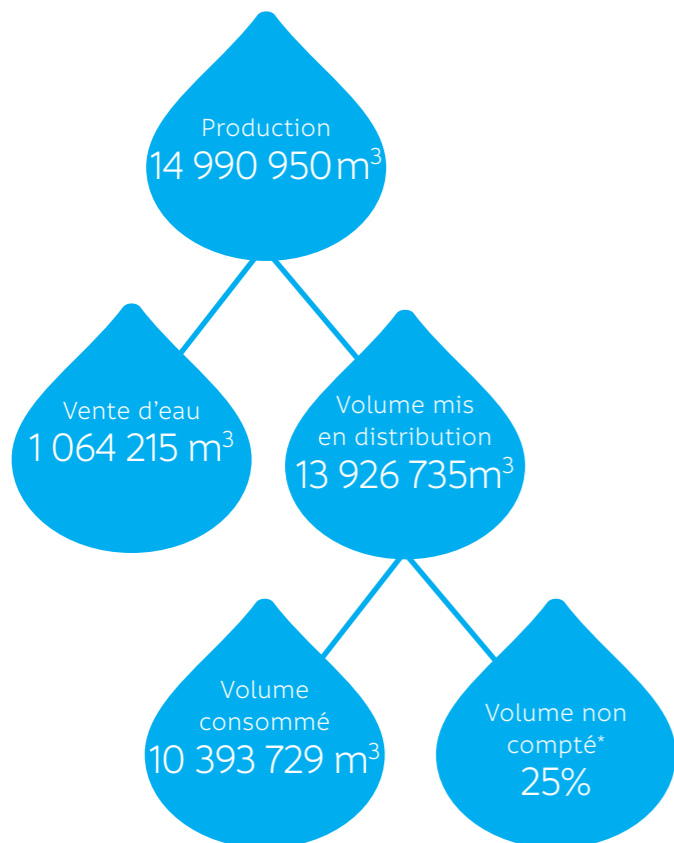 Production
14 990 950 m³
Vente d'eau
1 064 215 m³
Volume mis
en distribution
13 926 735m³
Volume
consommé
10 393 729 m³
Volume non
compté*
25%